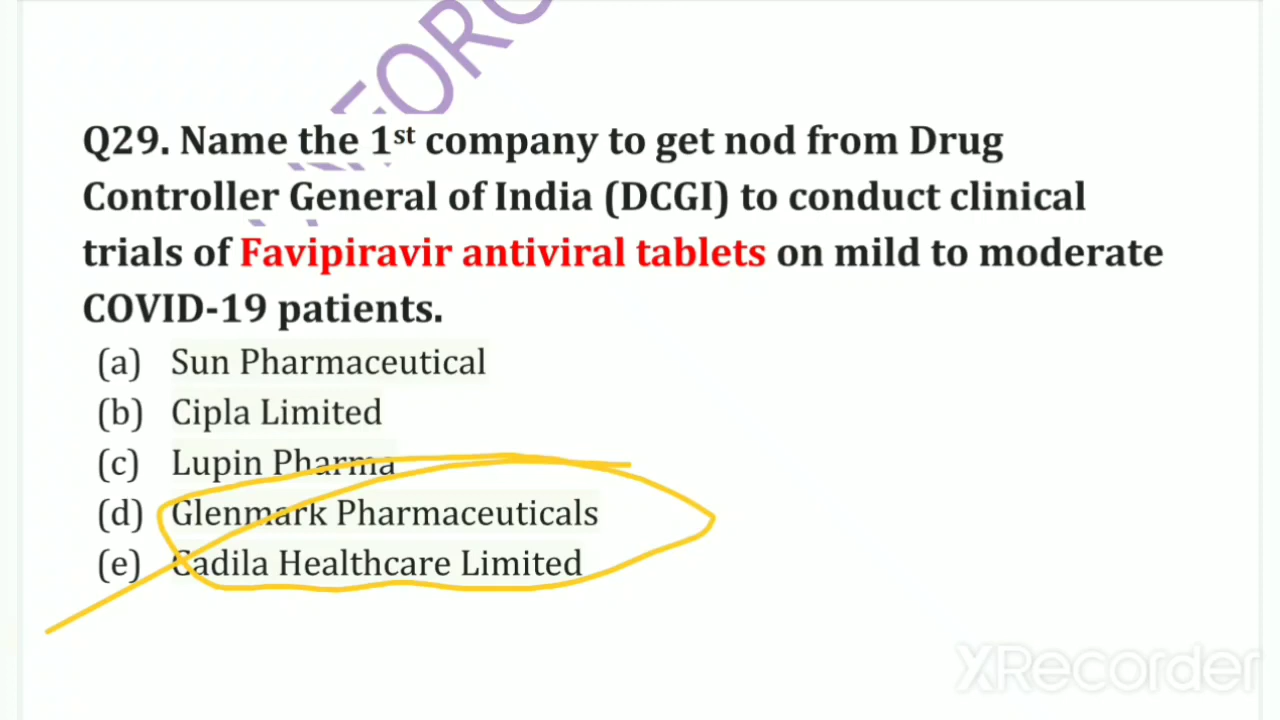 Q29. Name the 1st company to get nod from Drug
Controller General of India (DCGI) to conduct clinical
trials of Favipiravir antiviral tablets on mild to moderate
COVID-19 patients.
(a) Sun Pharmaceutical
(b) Cipla Limited
(c) Lupin Pharma
(d) Glenmark Pharmaceuticals
(e) Cadila Healthcare Limited
XRecorder